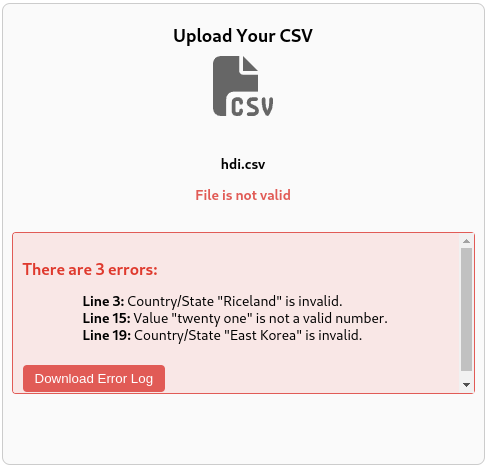 Upload Your CSV
CSV
hdi.csv
File is not valid
There are 3 errors:
Line 3: Country/State "Riceland" is invalid.
Line 15: Value "twenty one" is not a valid number.
Line 19: Country/State "East Korea" is invalid.
Download Error Log